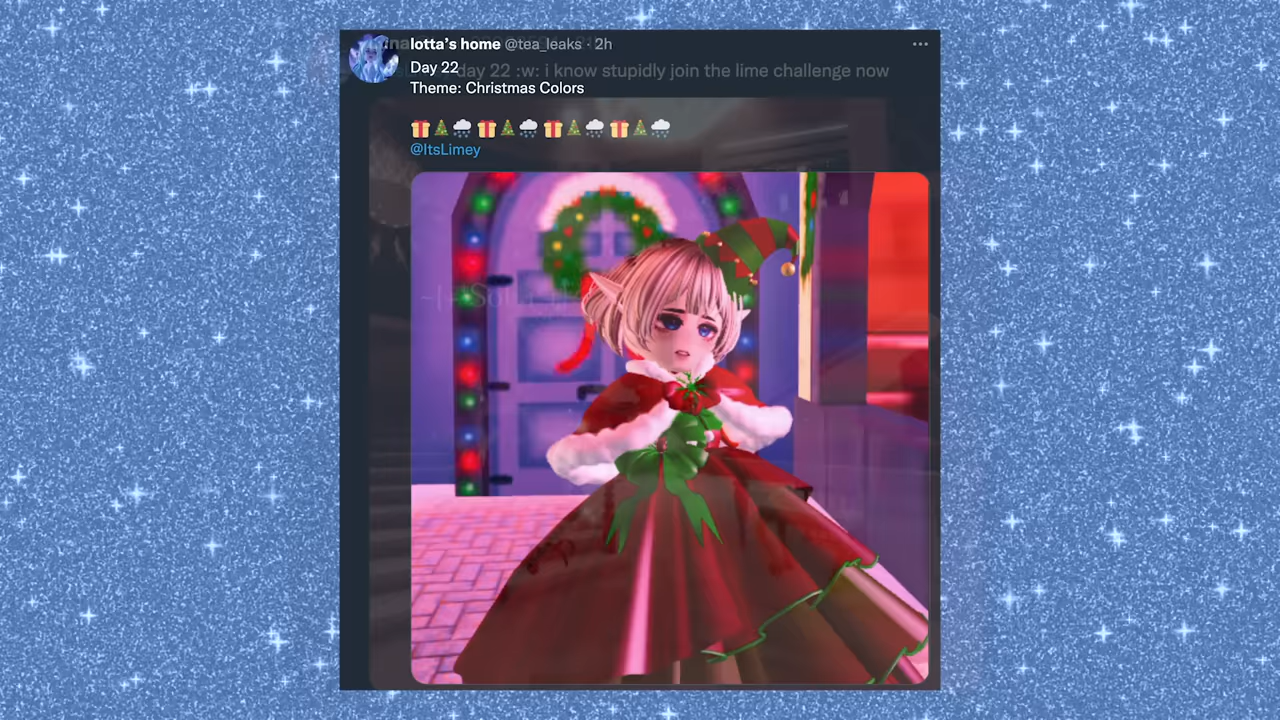 lotta's home @tea_leaks · 2h
Day 22
day 22 :w: i know stupidly join the lime challenge now
Theme: Christmas Colors
@ItsLimey